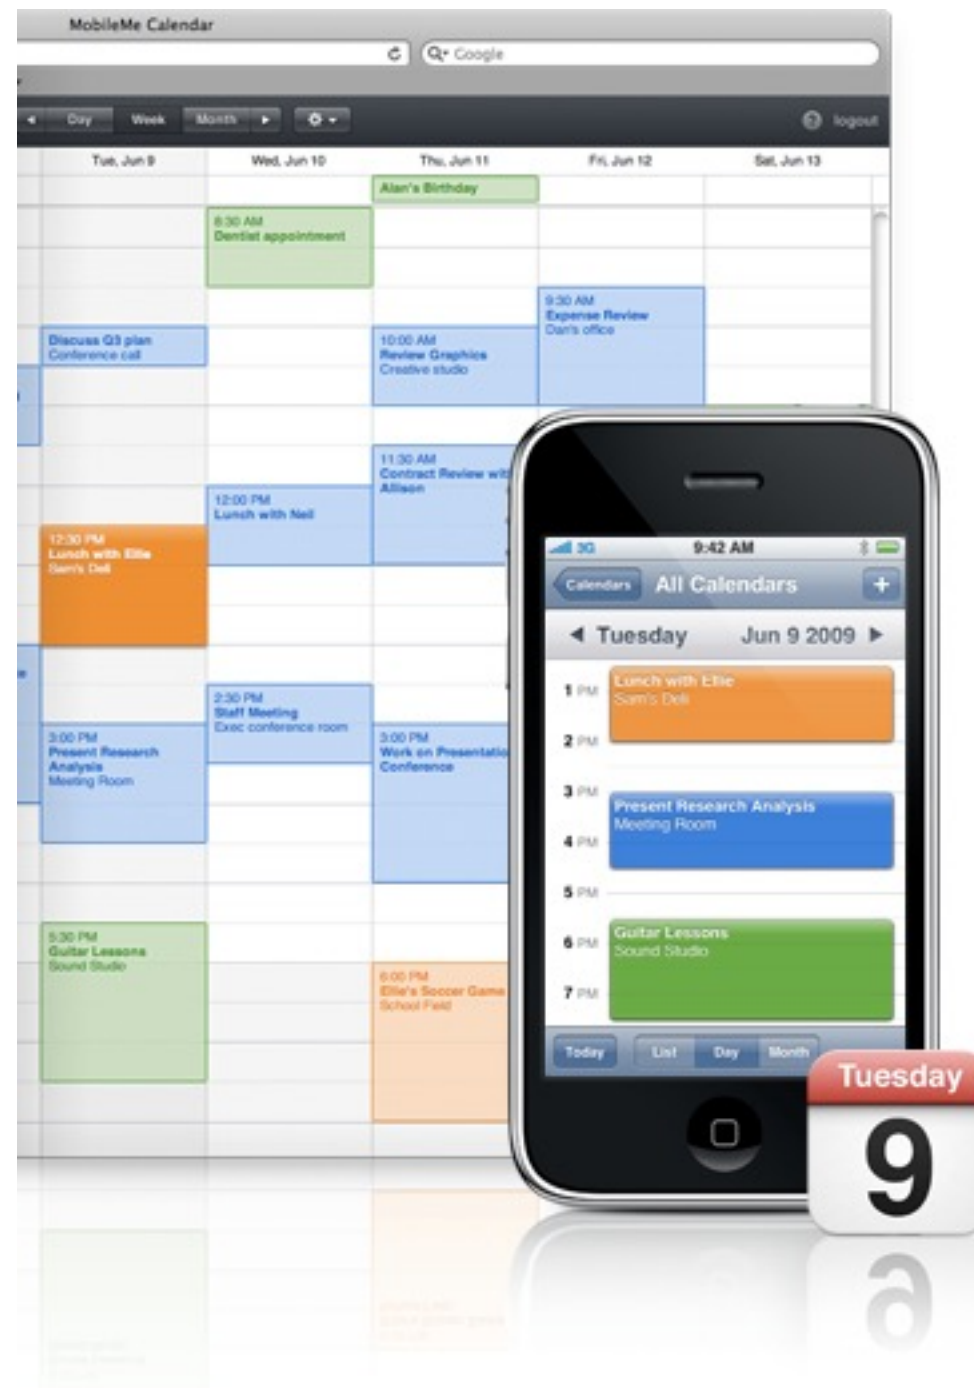 MobileMe Calendar
Google
Day Week Month
logout
Tue, Jun 9 Wed, Jun 10 Thu, Jun 11 Fri, Jun 12 Sat, Jun 13
Alan's Birthday
8:30 AM
Dentist appointment
9:30 AM
Expense Review
Dan's office
Discuss Q3 plan
Conference call
10:00 AM
Review Graphics
Creative studio
11:30 AM
Contract Review with
Allison
12:00 PM
Lunch with Neil
12:30 PM
Lunch with Ellie
Sam's Deli
2:30 PM
Staff Meeting
Exec conference room
3:00 PM
Present Research
Analysis
Meeting Room
3:00 PM
Work on Presentatio
Conference
5:30 PM
Guitar Lessons
Sound Studio
6:00 PM
Ellie's Soccer Game
School Field
3G 9:42 AM
Calendars All Calendars +
Tuesday Jun 9 2009
Lunch with Ellie
1 PM Sam's Deli
2 PM
3 PM
Present Research Analysis
Meeting Room
4 PM
5 PM
Guitar Lessons
6 PM Sound Studio
7 PM
Today List Day Month
Tuesday
9